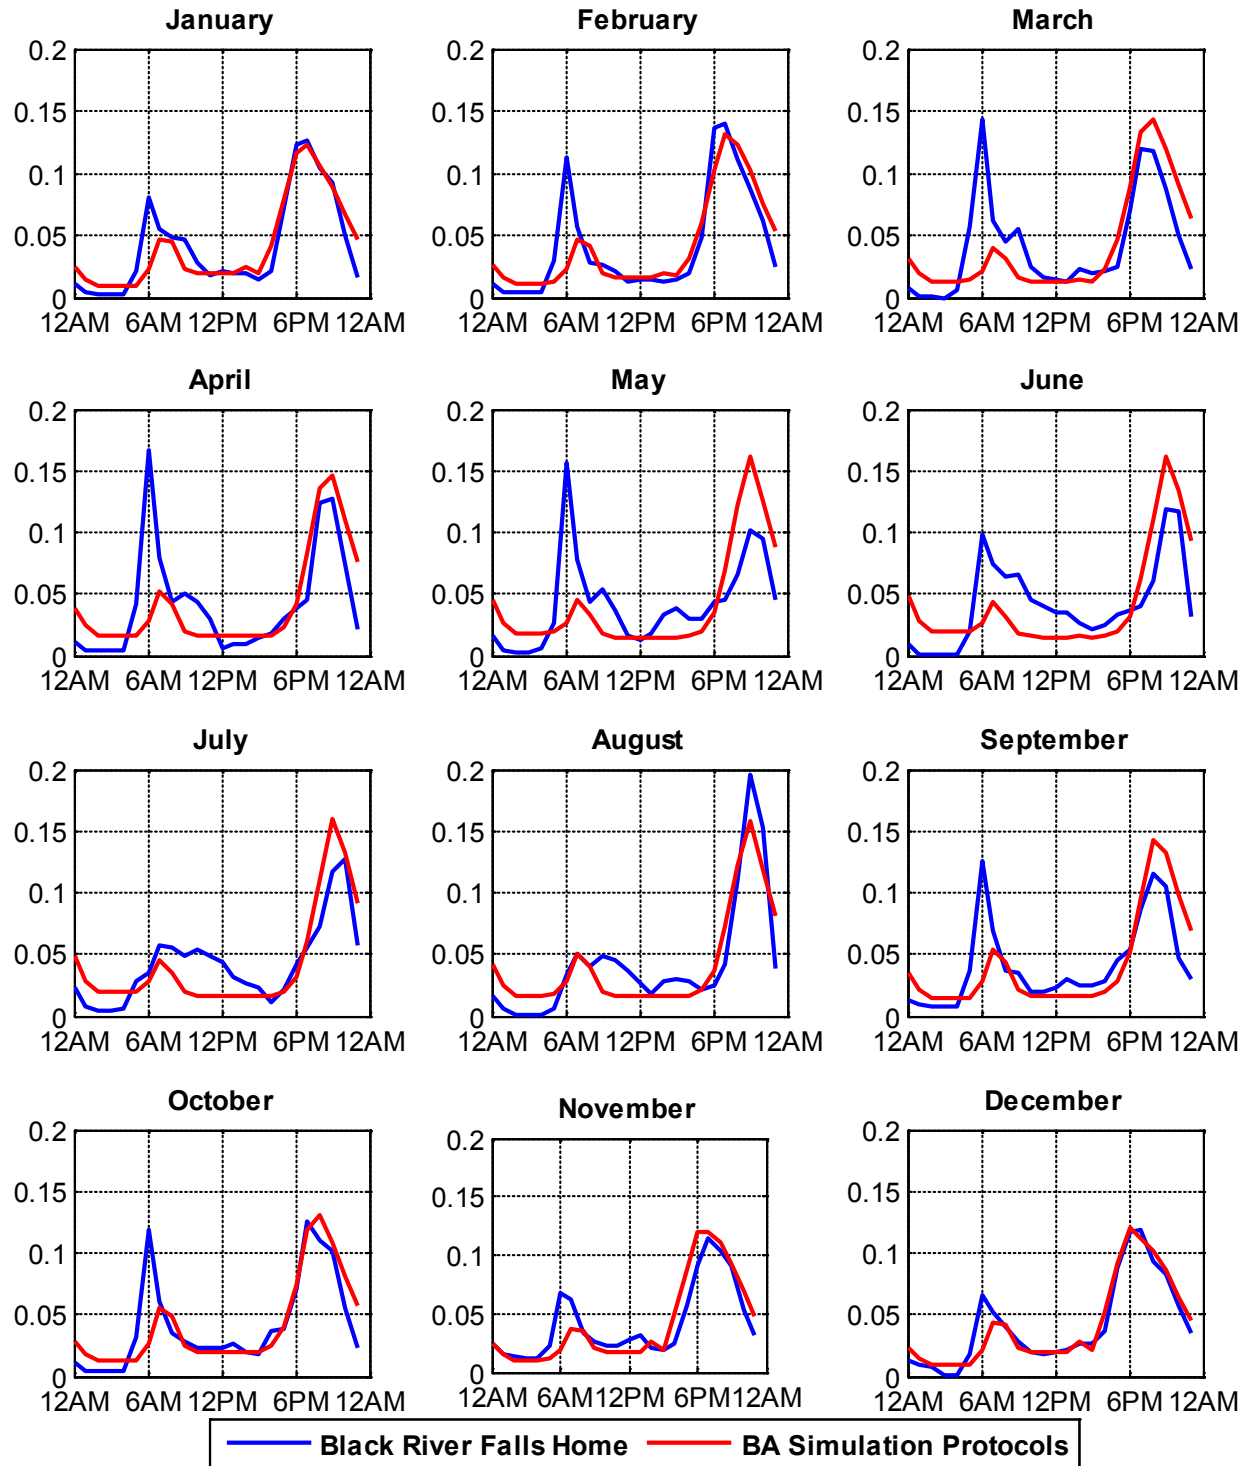 January February March
0.2 0.2 0.2
0.15 0.15 0.15
0.1 0.1 0.1
0.05 0.05 0.05
0 0 0
12AM 6AM 12PM 6PM 12AM 12AM 6AM 12PM 6PM 12AM 12AM 6AM 12PM 6PM 12AM
April May June
0.2 0.2 0.2
0.15 0.15 0.15
0.1 0.1 0.1
0.05 0.05 0.05
0 0 0
12AM 6AM 12PM 6PM 12AM 12AM 6AM 12PM 6PM 12AM 12AM 6AM 12PM 6PM 12AM
July August September
0.2 0.2 0.2
0.15 0.15 0.15
0.1 0.1 0.1
0.05 0.05 0.05
0 0 0
12AM 6AM 12PM 6PM 12AM 12AM 6AM 12PM 6PM 12AM 12AM 6AM 12PM 6PM 12AM
October November December
0.2 0.2 0.2
0.15 0.15 0.15
0.1 0.1 0.1
0.05 0.05 0.05
0 0 0
12AM 6AM 12PM 6PM 12AM 12AM 6AM 12PM 6PM 12AM 12AM 6AM 12PM 6PM 12AM
Black River Falls Home BA Simulation Protocols